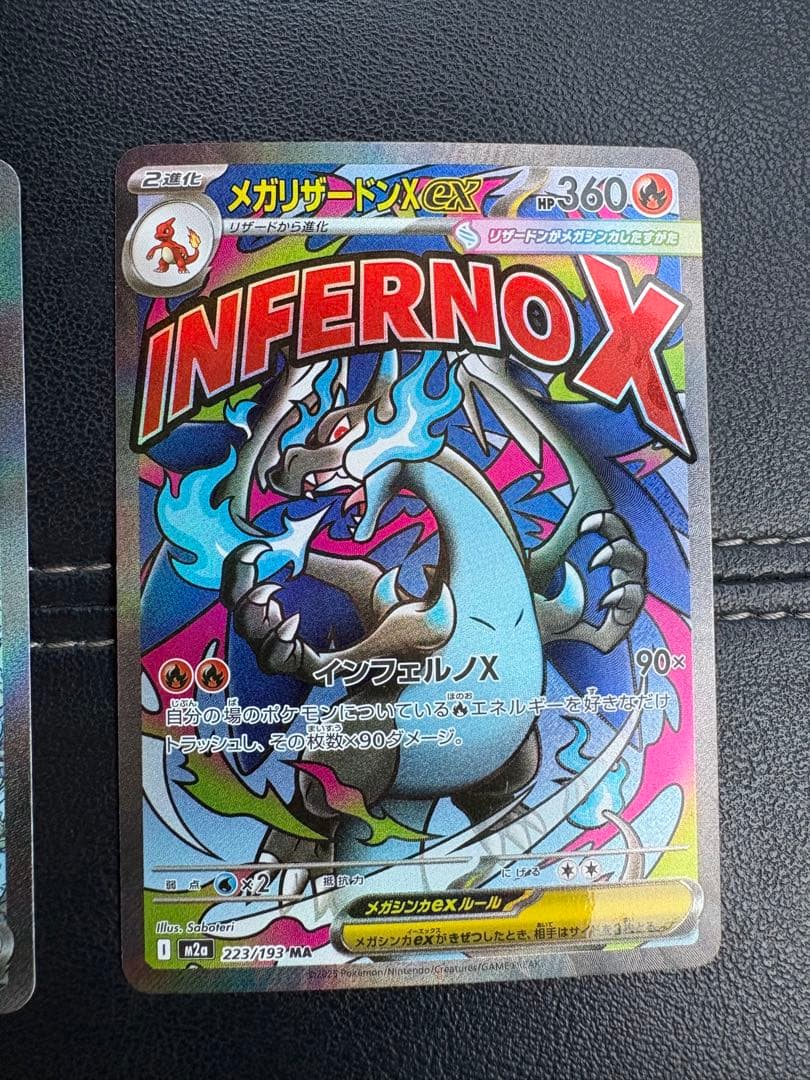 2進化
メガリザードンXex
HP360
リザードから進化
リザードンがメガシンカしたすがた
INFERNO X
インフェルノX 90×
自分の場のポケモンについている エネルギーを好きなだけ
トラッシュし、その枚数×90ダメージ。
弱点 ×2 抵抗力 にげる
メガシンカexルール
メガシンカexがきぜつしたとき、相手はサイドを3枚とる。
Illus. Saboteri
I m2a 223/193 MA
©2025 Pokémon/Nintendo/Creatures/GAME FREAK